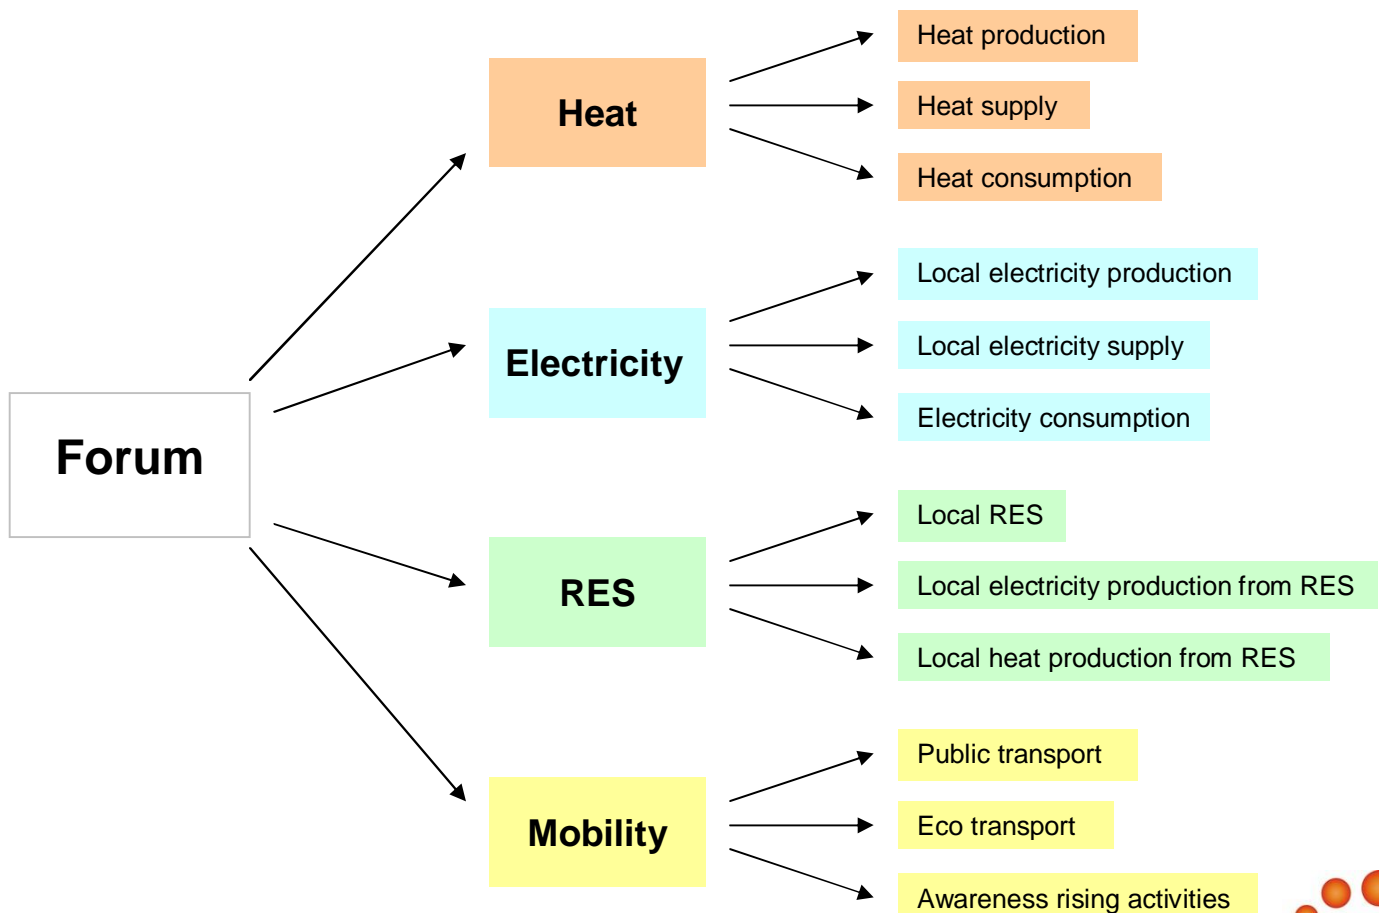 Heat production
Heat
Heat supply
Heat consumption
Local electricity production
Electricity
Local electricity supply
Electricity consumption
Forum
Local RES
RES
Local electricity production from RES
Local heat production from RES
Public transport
Mobility
Eco transport
Awareness rising activities